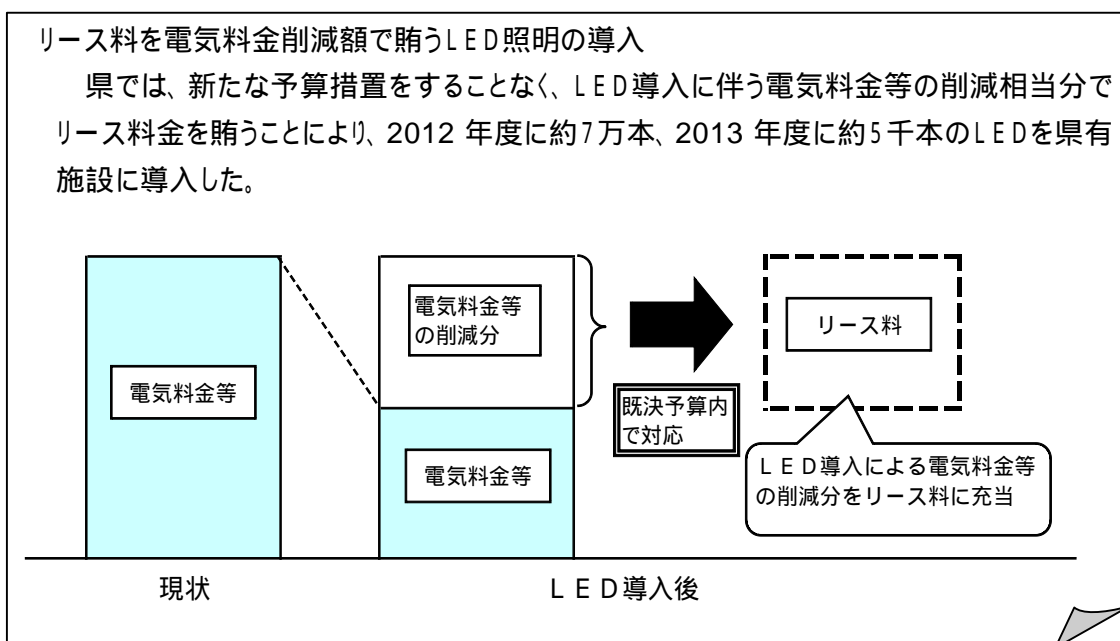 リース料を電気料金削減額で賄うLED照明の導入
県では、新たな予算措置をすることなく、LED導入に伴う電気料金等の削減相当分で
リース料金を賄うことにより、2012 年度に約7万本、2013 年度に約5千本のLEDを県有
施設に導入した。
電気料金等
電気料金等
の削減分
電気料金等
既決予算内
で対応
リース料
LED導入による電気料金等
の削減分をリース料に充当
現状
LED導入後